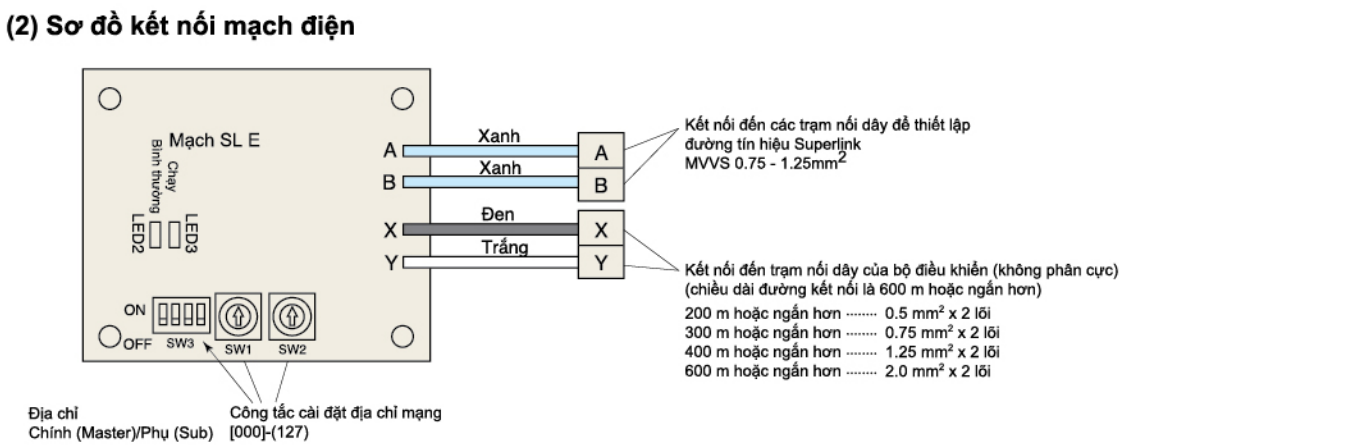 (2) Sơ đồ kết nối mạch điện
Mạch SL E
Bình thường
Chạy
LED2
LED3
A
B
X
Y
Xanh
Xanh
Đen
Trắng
A
B
X
Y
Kết nối đến các trạm nối dây để thiết lập
đường tín hiệu Superlink
MVVS 0.75 - 1.25mm²
Kết nối đến trạm nối dây của bộ điều khiển (không phân cực)
(chiều dài đường kết nối là 600 m hoặc ngắn hơn)
200 m hoặc ngắn hơn ........ 0.5 mm² x 2 lõi
300 m hoặc ngắn hơn ........ 0.75 mm² x 2 lõi
400 m hoặc ngắn hơn ........ 1.25 mm² x 2 lõi
600 m hoặc ngắn hơn ........ 2.0 mm² x 2 lõi
ON
OFF
SW3
SW1
SW2
Địa chỉ
Chính (Master)/Phụ (Sub)
Công tắc cài đặt địa chỉ mạng
[000]-(127)